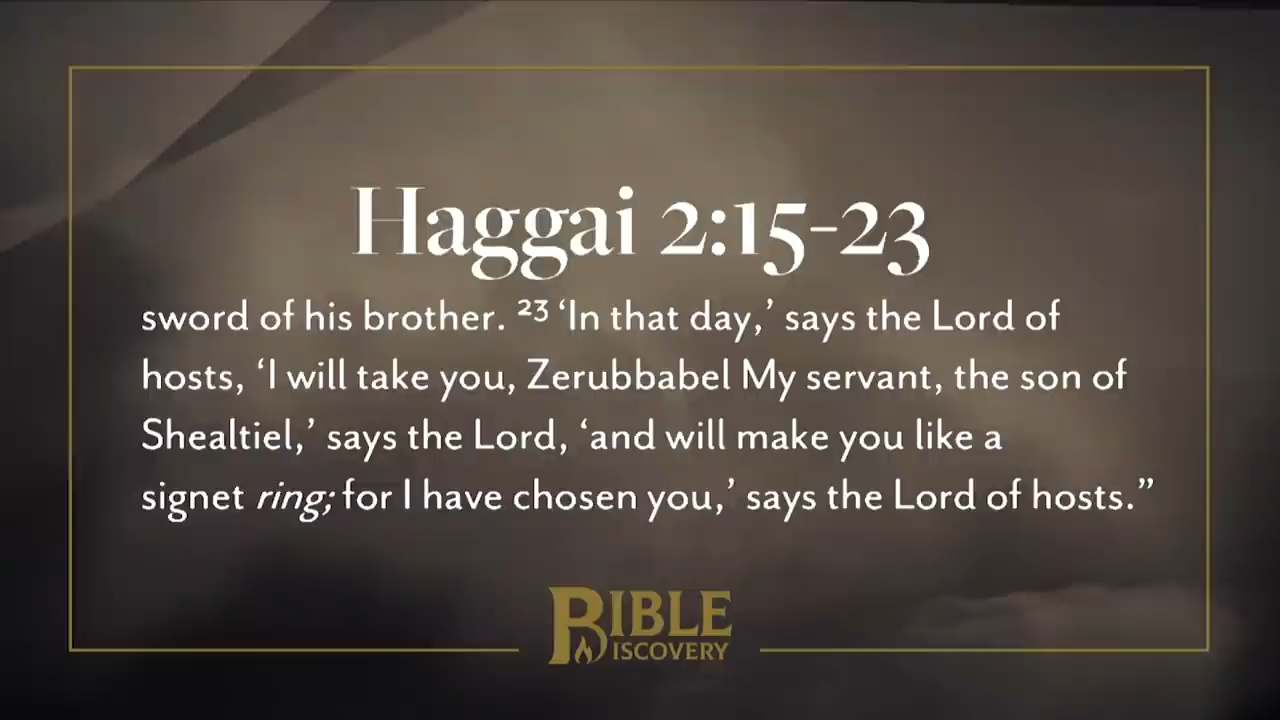 Haggai 2:15-23
sword of his brother. ²³ ‘In that day,’ says the Lord of
hosts, ‘I will take you, Zerubbabel My servant, the son of
Shealtiel,’ says the Lord, ‘and will make you like a
signet ring; for I have chosen you,’ says the Lord of hosts.”
BIBLE
DISCOVERY